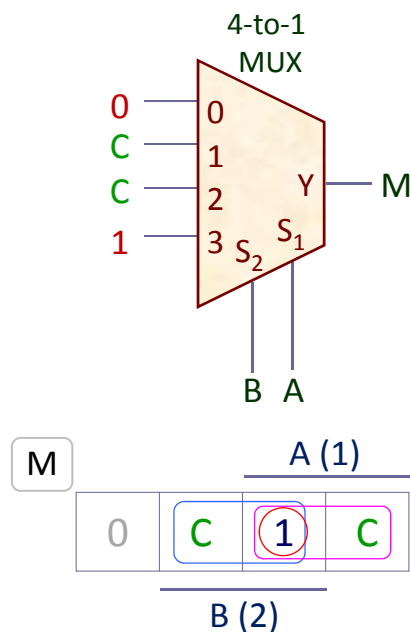 4-to-1
MUX
0 0
C 1
C 2
1 3
Y M
S₂ S₁
B A
M
A (1)
0 C 1 C
B (2)